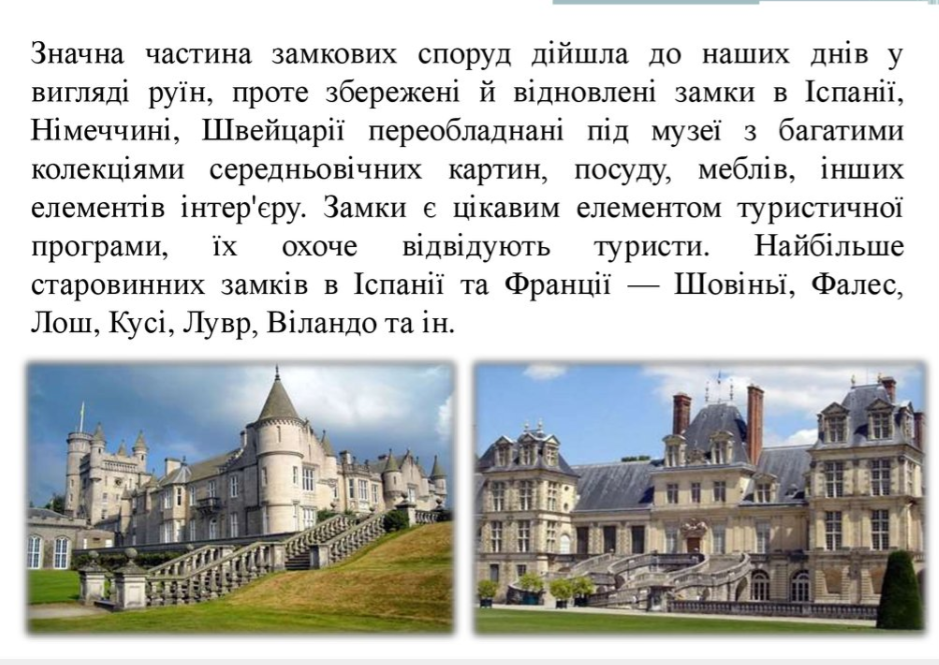 Значна частина замкових споруд дійшла до наших днів у
вигляді руїн, проте збережені й відновлені замки в Іспанії,
Німеччині, Швейцарії переобладнані під музеї з багатими
колекціями середньовічних картин, посуду, меблів, інших
елементів інтер'єру. Замки є цікавим елементом туристичної
програми, їх охоче відвідують туристи. Найбільше
старовинних замків в Іспанії та Франції — Шовіньї, Фалес,
Лош, Кусі, Лувр, Віландо та ін.